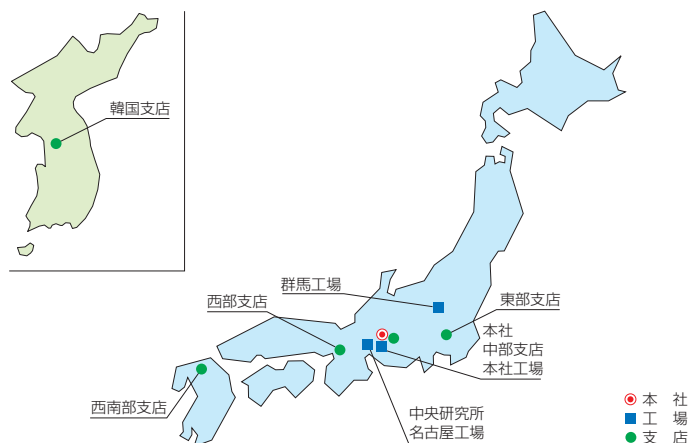 韓国支店
群馬工場
西部支店
東部支店
本社
中部支店
本社工場
西南部支店
中央研究所
名古屋工場
本 社
工 場
支 店